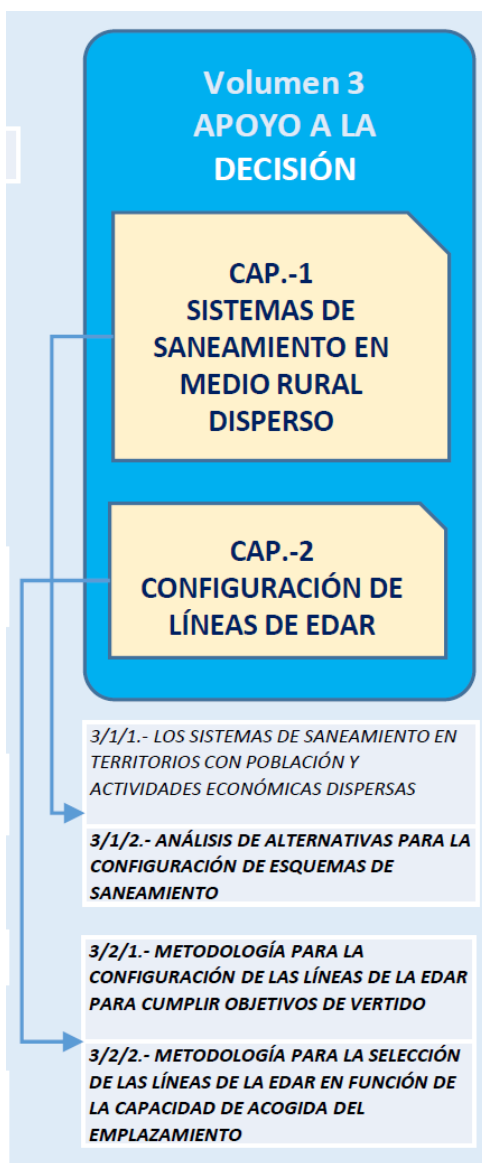 Volumen 3
APOYO A LA
DECISIÓN
CAP.-1
SISTEMAS DE
SANEAMIENTO EN
MEDIO RURAL
DISPERSO
CAP.-2
CONFIGURACIÓN DE
LÍNEAS DE EDAR
3/1/1.- LOS SISTEMAS DE SANEAMIENTO EN
TERRITORIOS CON POBLACIÓN Y
ACTIVIDADES ECONÓMICAS DISPERSAS
3/1/2.- ANÁLISIS DE ALTERNATIVAS PARA LA
CONFIGURACIÓN DE ESQUEMAS DE
SANEAMIENTO
3/2/1.- METODOLOGÍA PARA LA
CONFIGURACIÓN DE LAS LÍNEAS DE LA EDAR
PARA CUMPLIR OBJETIVOS DE VERTIDO
3/2/2.- METODOLOGÍA PARA LA SELECCIÓN
DE LAS LÍNEAS DE LA EDAR EN FUNCIÓN DE
LA CAPACIDAD DE ACOGIDA DEL
EMPLAZAMIENTO